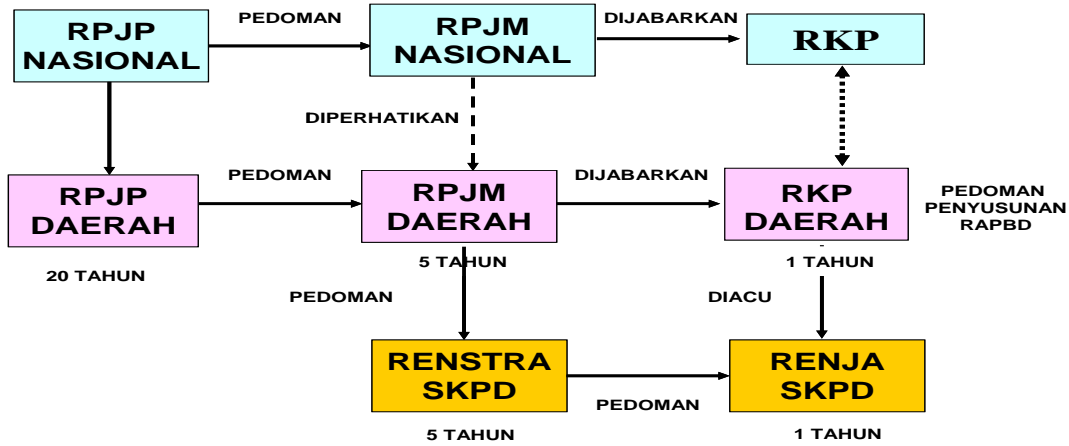 PEDOMAN
DIJABARKAN
RPJP
NASIONAL
RPJM
NASIONAL
RKP
DIPERHATIKAN
PEDOMAN
DIJABARKAN
RPJP
DAERAH
RPJM
DAERAH
RKP
DAERAH
PEDOMAN
PENYUSUNAN
RAPBD
20 TAHUN
5 TAHUN
1 TAHUN
PEDOMAN
DIACU
RENSTRA
SKPD
RENJA
SKPD
PEDOMAN
5 TAHUN
1 TAHUN